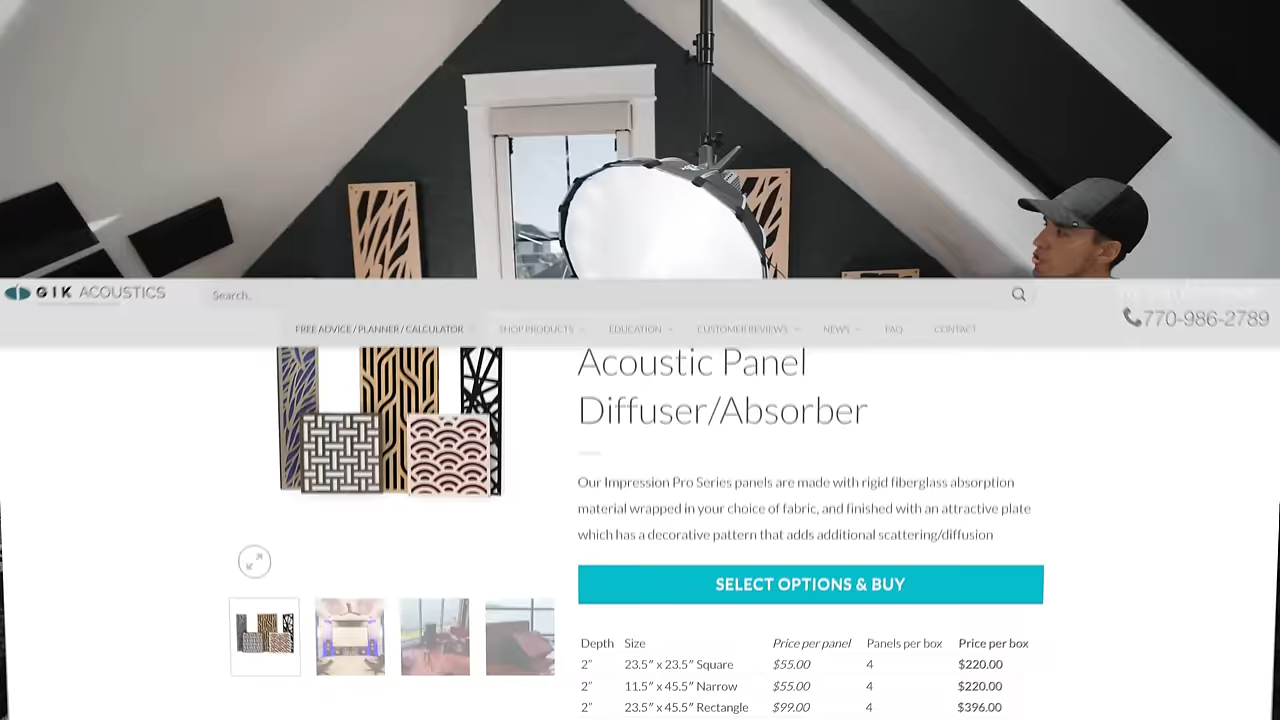 GIK ACOUSTICS
Search..
770-986-2789
FREE ADVICE / PLANNER / CALCULATOR
SHOP PRODUCTS
EDUCATION
CUSTOMER REVIEWS
NEWS
FAQ
CONTACT
Acoustic Panel
Diffuser/Absorber
Our Impression Pro Series panels are made with rigid fiberglass absorption
material wrapped in your choice of fabric, and finished with an attractive plate
which has a decorative pattern that adds additional scattering/diffusion
SELECT OPTIONS & BUY
Depth Size Price per panel Panels per box Price per box
2" 23.5" x 23.5" Square $55.00 4 $220.00
2" 11.5" x 45.5" Narrow $55.00 4 $220.00
2" 23.5" x 45.5" Rectangle $99.00 4 $396.00